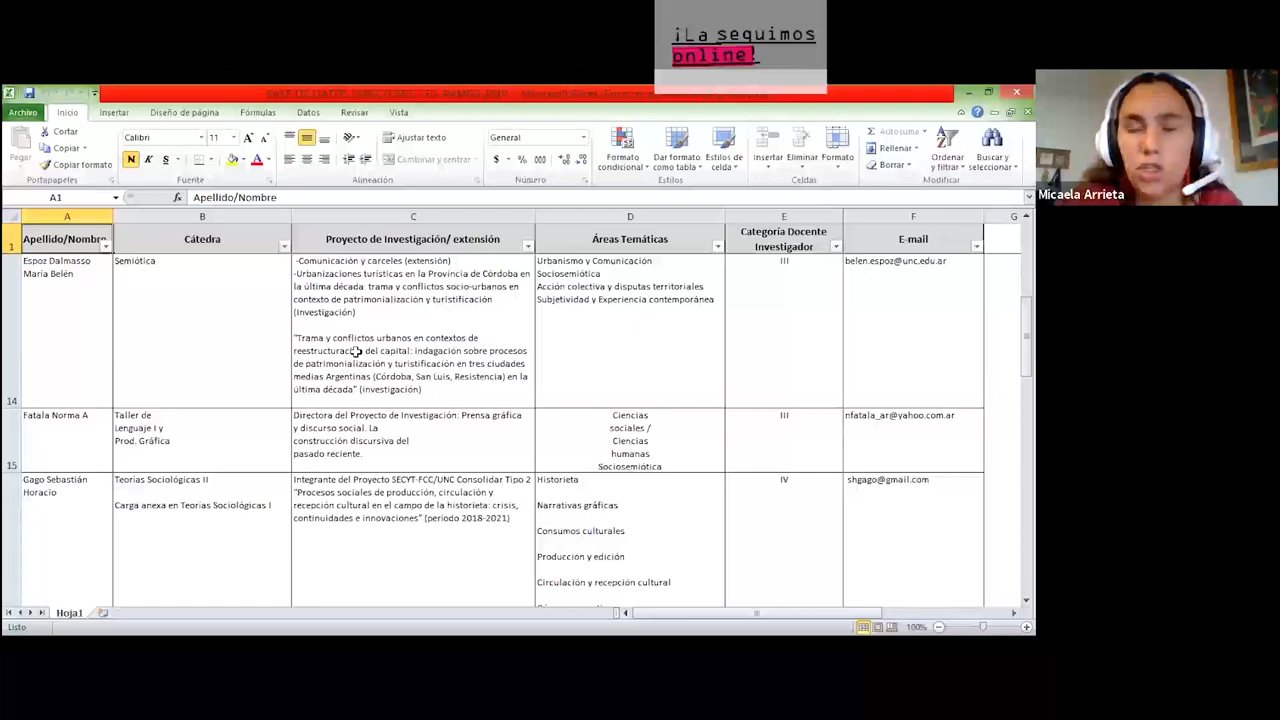 ¡La seguimos
online!
Archivo Inicio Insertar Diseño de página Fórmulas Datos Revisar Vista
Pegar
Cortar
Copiar
Copiar formato
Portapapeles
Calibri 11
N K S
Fuente
Ajustar texto
Combinar y centrar
Alineación
General
$ % 000
Número
Formato condicional
Dar formato como tabla
Estilos de celda
Estilos
Insertar Eliminar Formato
Celdas
Autosuma
Rellenar
Borrar
Ordenar y filtrar
Buscar y seleccionar
Modificar
Micaela Arrieta
A1 fx Apellido/Nombre
A B C D E F G
1 Apellido/Nombre Cátedra Proyecto de Investigación/ extensión Áreas Temáticas Categoría Docente Investigador E-mail
14
Espoz Dalmasso
María Belén
Semiótica
-Comunicación y carceles (extensión)
-Urbanizaciones turísticas en la Provincia de Córdoba en
la última década: trama y conflictos socio-urbanos en
contexto de patrimonialización y turistificación
(Investigación)
"Trama y conflictos urbanos en contextos de
reestructuración del capital: indagación sobre procesos
de patrimonialización y turistificación en tres ciudades
medias Argentinas (Córdoba, San Luis, Resistencia) en la
última década" (investigación)
Urbanismo y Comunicación
Sociosemiótica
Acción colectiva y disputas territoriales
Subjetividad y Experiencia contemporánea
III
belen.espoz@unc.edu.ar
15
Fatala Norma A
Taller de
Lenguaje I y
Prod. Gráfica
Directora del Proyecto de Investigación: Prensa gráfica
y discurso social. La
construcción discursiva del
pasado reciente.
Ciencias
sociales /
Ciencias
humanas
Sociosemiótica
III
nfatala_ar@yahoo.com.ar
Gago Sebastián
Horacio
Teorías Sociológicas II
Carga anexa en Teorías Sociológicas I
Integrante del Proyecto SECYT-FCC/UNC Consolidar Tipo 2
"Procesos sociales de producción, circulación y
recepción cultural en el campo de la historieta: crisis,
continuidades e innovaciones" (período 2018-2021)
Historieta
Narrativas gráficas
Consumos culturales
Producción y edición
Circulación y recepción cultural
IV
shgago@gmail.com
Hoja1
Listo
100%